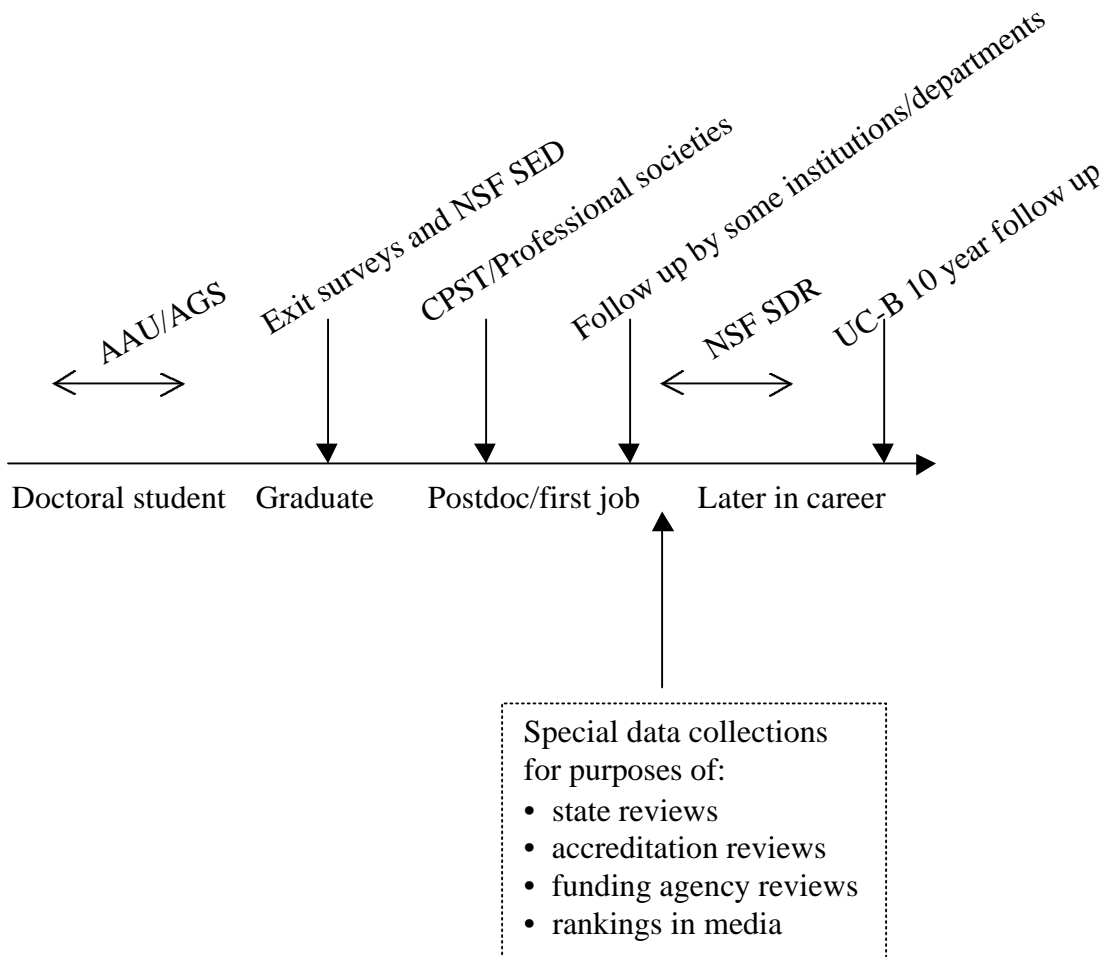 AAU/AGS
Exit surveys and NSF SED
CPST/Professional societies
Follow up by some institutions/departments
NSF SDR
UC-B 10 year follow up
Doctoral student
Graduate
Postdoc/first job
Later in career
Special data collections
for purposes of:
• state reviews
• accreditation reviews
• funding agency reviews
• rankings in media